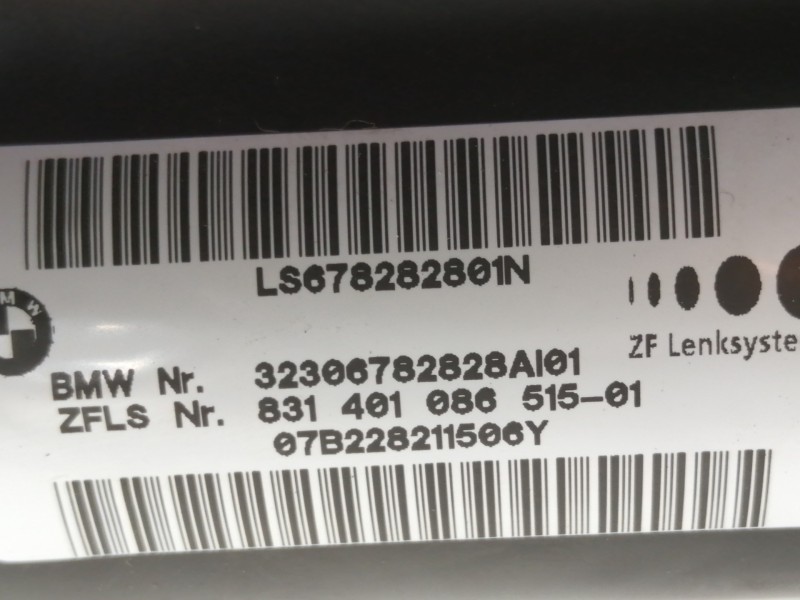 LS678282801N
BMW Nr. 32306782828AI01
ZF Lenksyste
ZFLS Nr. 831 401 086 515-01
07B228211506Y